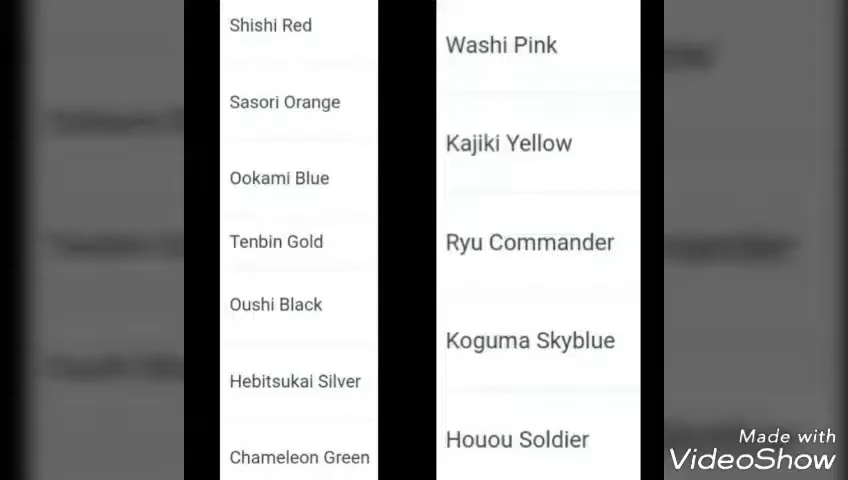 Shishi Red
Sasori Orange
Ookami Blue
Tenbin Gold
Oushi Black
Hebitsukai Silver
Chameleon Green
Washi Pink
Kajiki Yellow
Ryu Commander
Koguma Skyblue
Houou Soldier
Made with
VideoShow